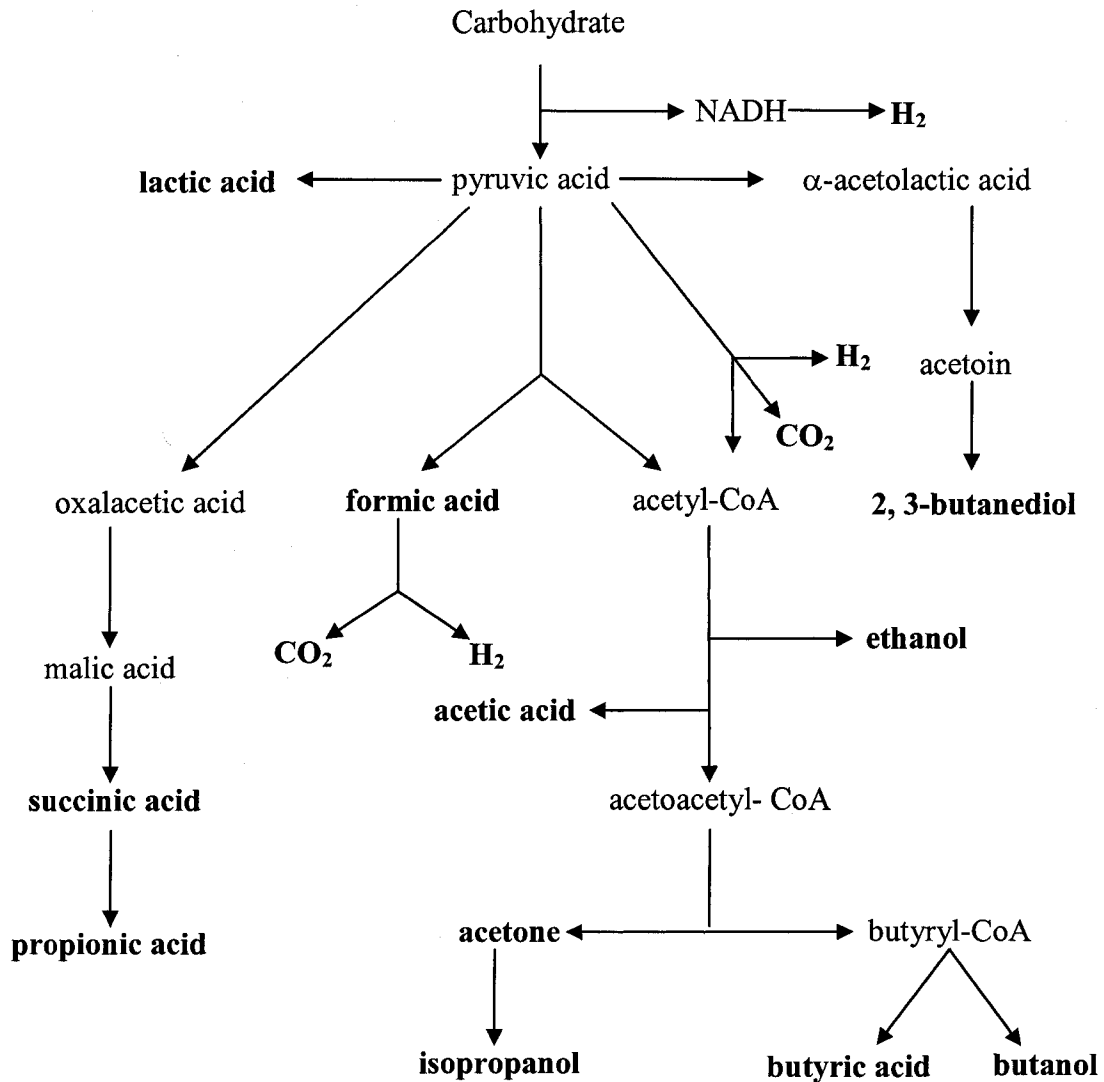 Carbohydrate
NADH
H₂
lactic acid
pyruvic acid
α-acetolactic acid
H₂
acetoin
CO₂
oxalacetic acid
formic acid
acetyl-CoA
2, 3-butanediol
CO₂
H₂
ethanol
malic acid
acetic acid
succinic acid
acetoacetyl- CoA
propionic acid
acetone
butyryl-CoA
isopropanol
butyric acid
butanol